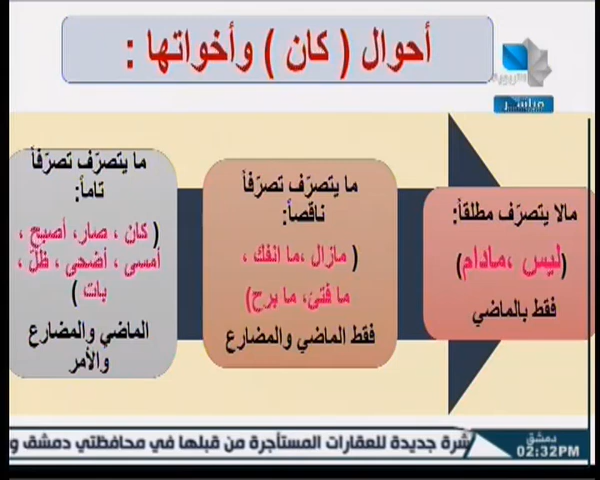 أحوال ( كان ) وأخواتها :
التربوية
مباشر
مالا يتصرّف مطلقاً:
(ليس ،مادام)
فقط بالماضي
ما يتصرّف تصرّفاً
ناقصاً:
( مازال ،ما انفك ،
ما فتئ، ما برح)
فقط الماضي والمضارع
ما يتصرّف تصرّفاً
تاماً:
( كان ، صار، أصبح ،
أمسى ، أضحى ، ظلّ ،
بات )
الماضي والمضارع
والأمر
دمشق
02:32PM
شرة جديدة للعقارات المستأجرة من قبلها في محافظتي دمشق و